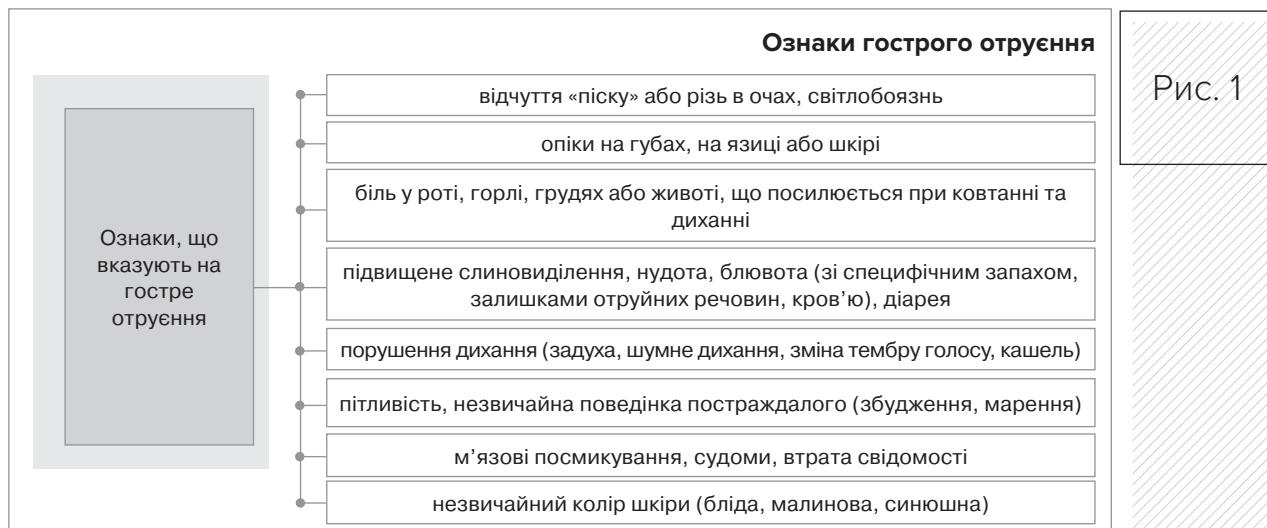 Ознаки гострого отруєння
Рис. 1
Ознаки, що
вказують на
гостре
отруєння
відчуття «піску» або різь в очах, світлобоязнь
опіки на губах, на язиці або шкірі
біль у роті, горлі, грудях або животі, що посилюється при ковтанні та
диханні
підвищене слиновиділення, нудота, блювота (зі специфічним запахом,
залишками отруйних речовин, кров’ю), діарея
порушення дихання (задуха, шумне дихання, зміна тембру голосу, кашель)
пітливість, незвичайна поведінка постраждалого (збудження, марення)
м’язові посмикування, судоми, втрата свідомості
незвичайний колір шкіри (бліда, малинова, синюшна)